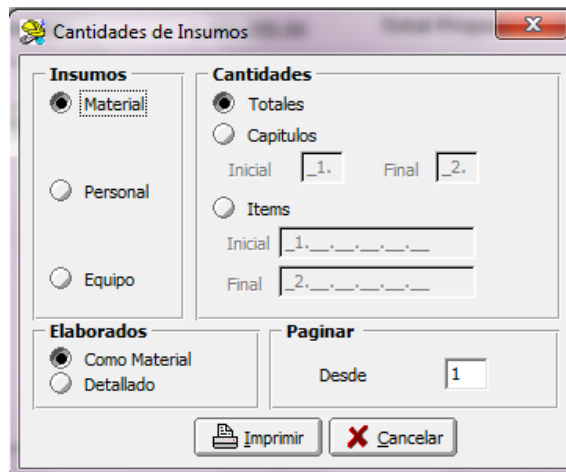 Cantidades de Insumos
Insumos
Material
Personal
Equipo
Cantidades
Totales
Capitulos
Inicial _1. Final _2.
Items
Inicial _1.__.__.__.__.__
Final _2.__.__.__.__.__
Elaborados
Como Material
Detallado
Paginar
Desde 1
Imprimir Cancelar